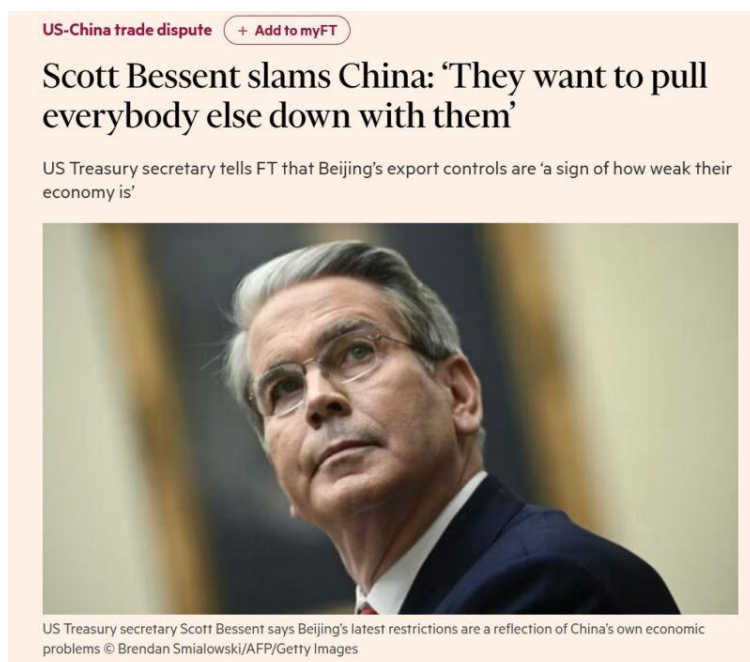 US-China trade dispute + Add to myFT
Scott Bessent slams China: ‘They want to pull
everybody else down with them’
US Treasury secretary tells FT that Beijing’s export controls are ‘a sign of how weak their
economy is’
US Treasury secretary Scott Bessent says Beijing’s latest restrictions are a reflection of China’s own economic
problems © Brendan Smialowski/AFP/Getty Images